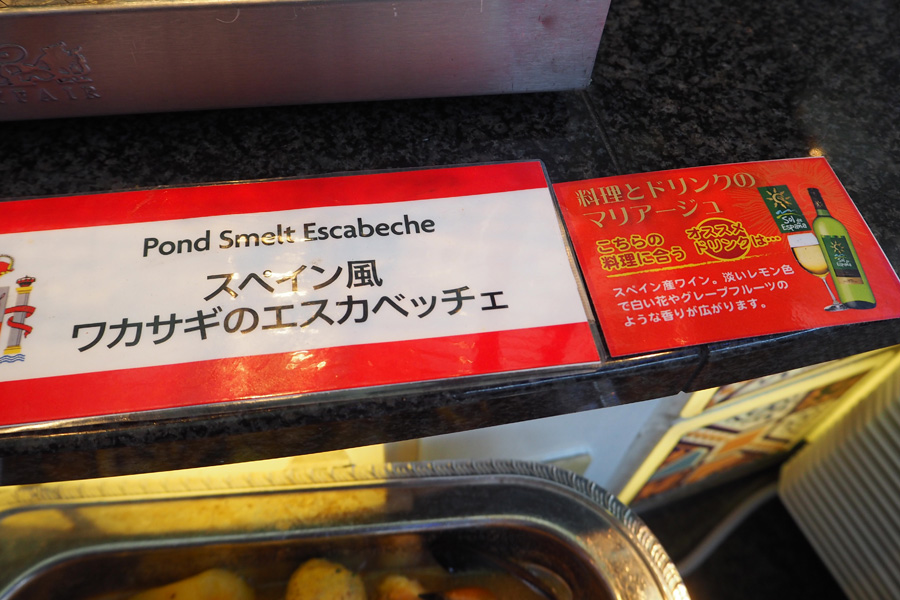 Pond Smelt Escabeche
スペイン風
ワカサギのエスカベッチェ
料理とドリンクの
マリアージュ
こちらの
料理に合う
オススメ
ドリンクは…
スペイン産ワイン。淡いレモン色
で白い花やグレープフルーツの
ような香りが広がります。
Sol de
España